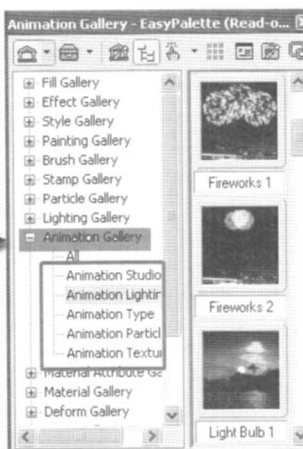 Animation Gallery - EasyPalette (Read-o...
Fill Gallery
Effect Gallery
Style Gallery
Painting Gallery
Brush Gallery
Stamp Gallery
Particle Gallery
Lighting Gallery
Animation Gallery
All
Animation Studio
Animation Lightin
Animation Type
Animation Particl
Animation Textur
Material Attribute Ga
Material Gallery
Deform Gallery
Fireworks 1
Fireworks 2
Light Bulb 1